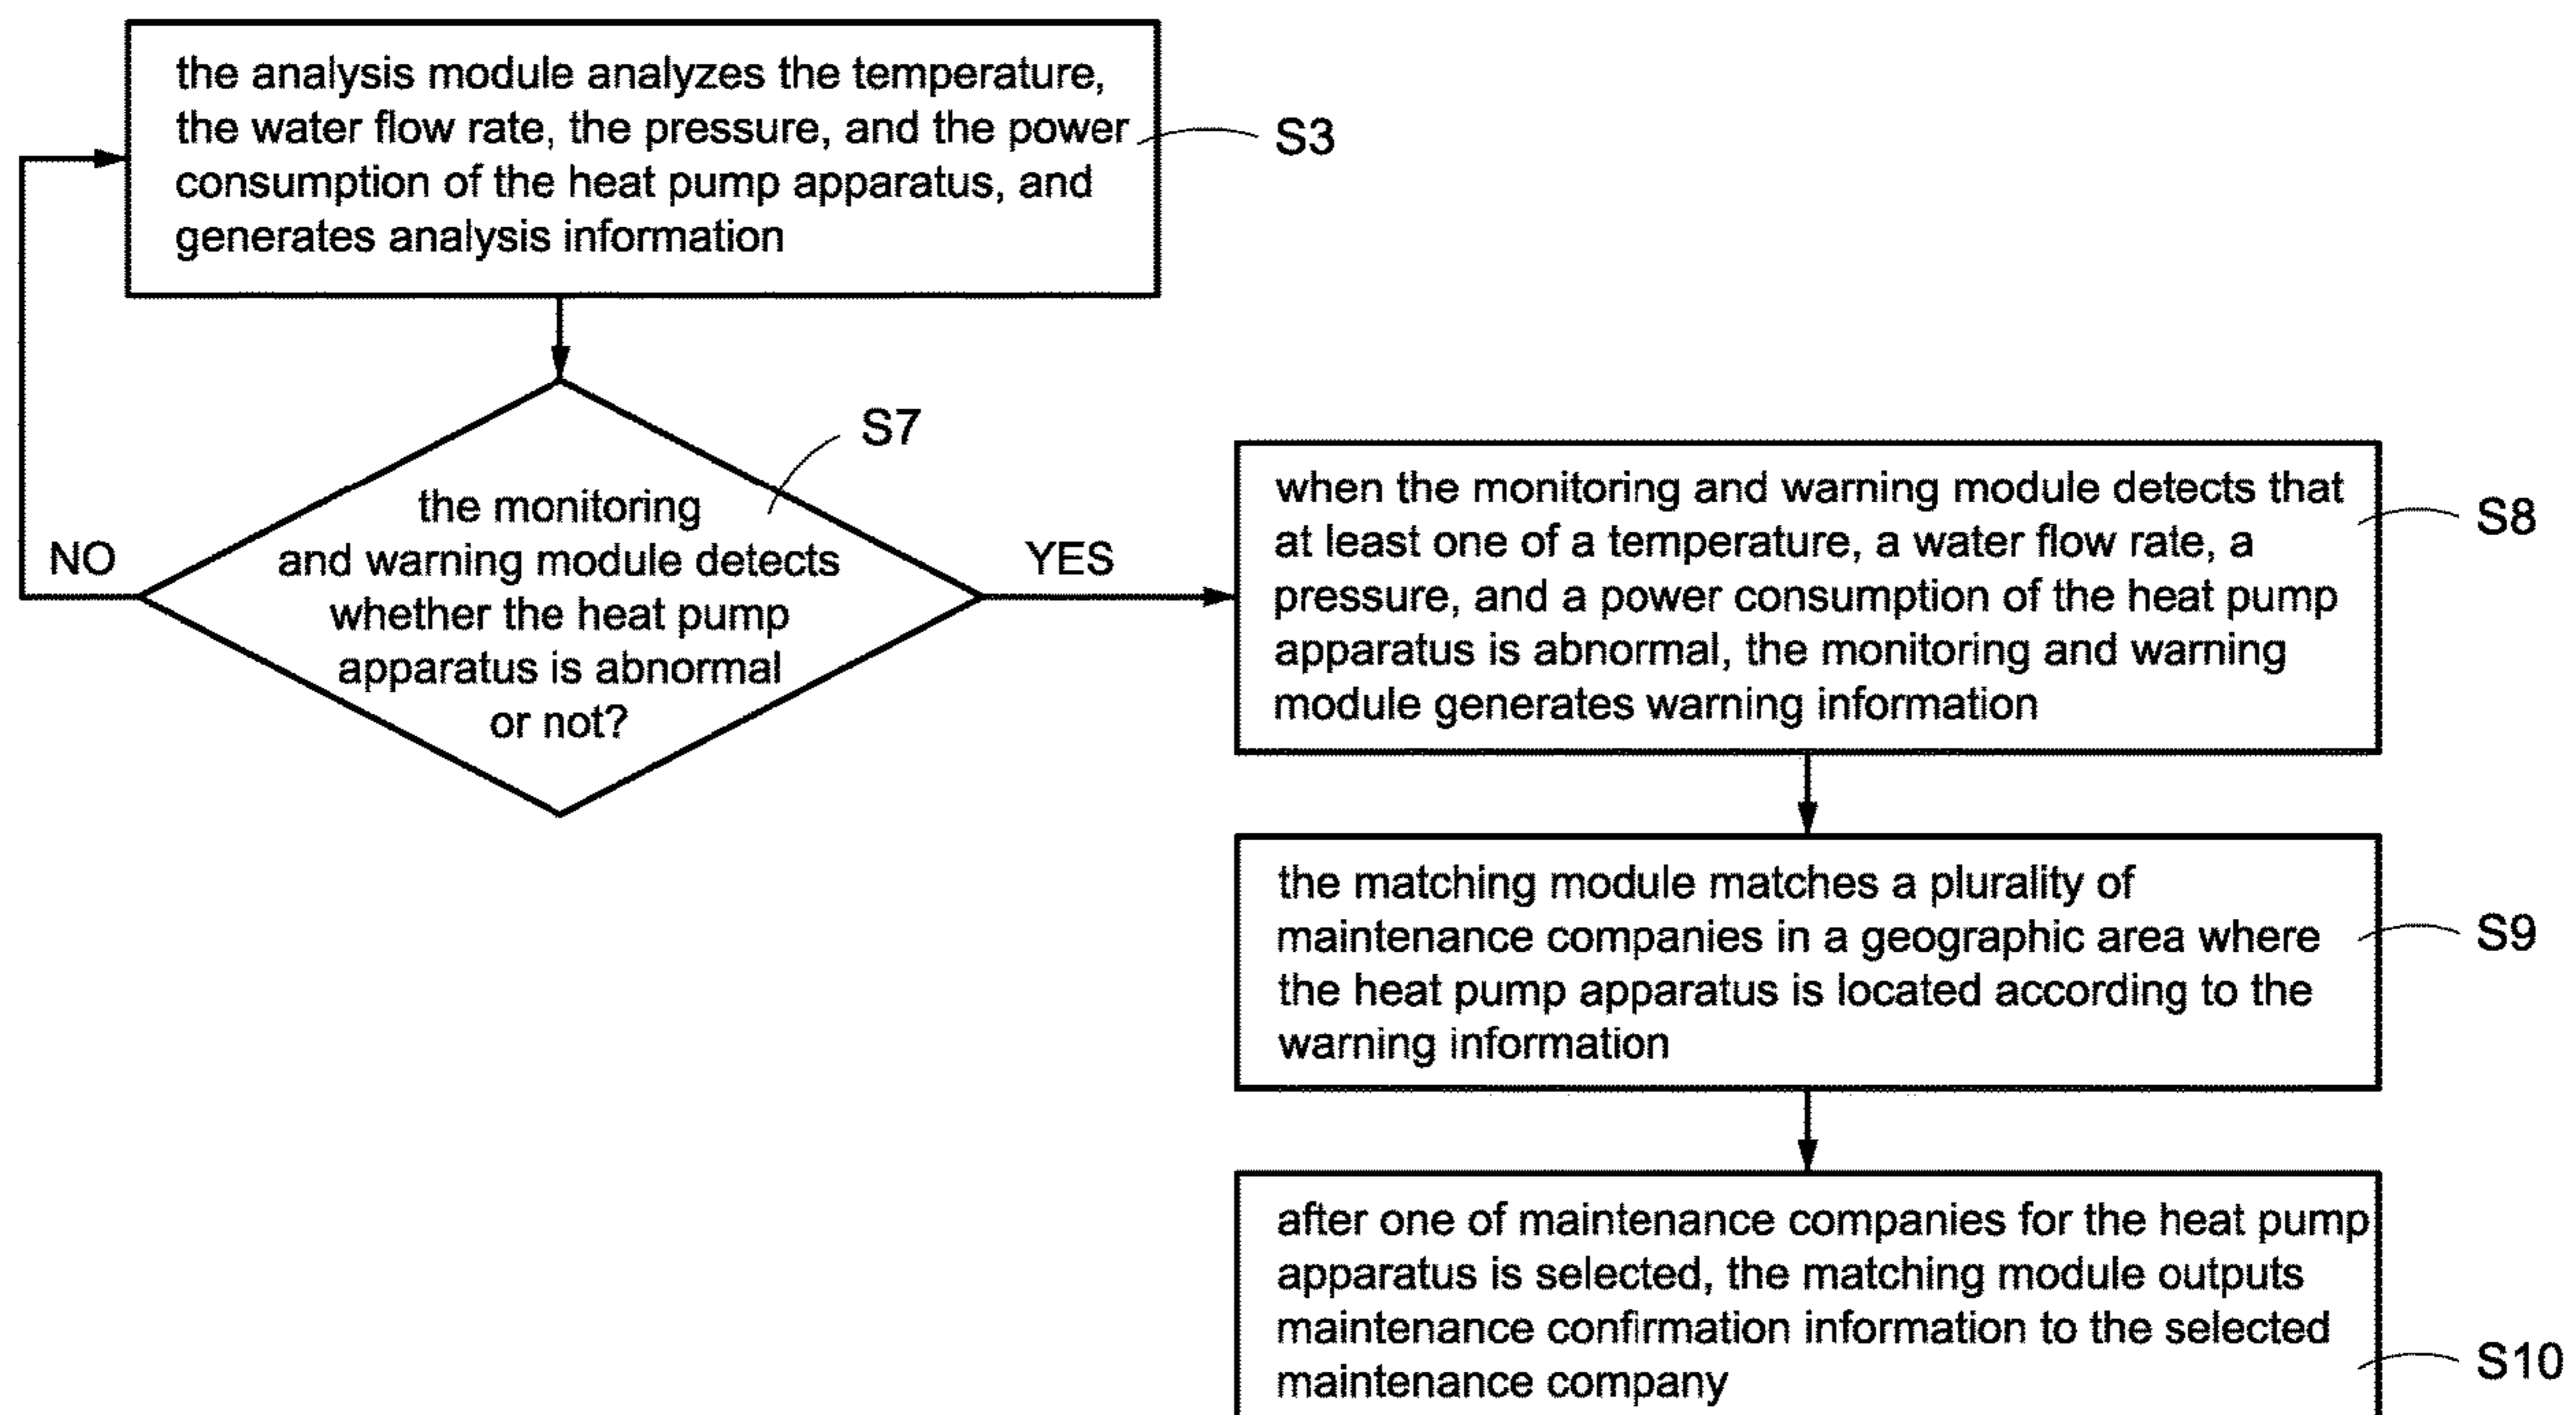 the analysis module analyzes the temperature,
the water flow rate, the pressure, and the power
consumption of the heat pump apparatus, and
generates analysis information
S3
S7
the monitoring
and warning module detects
whether the heat pump
apparatus is abnormal
or not?
NO
YES
when the monitoring and warning module detects that
at least one of a temperature, a water flow rate, a
pressure, and a power consumption of the heat pump
apparatus is abnormal, the monitoring and warning
module generates warning information
S8
the matching module matches a plurality of
maintenance companies in a geographic area where
the heat pump apparatus is located according to the
warning information
S9
after one of maintenance companies for the heat pump
apparatus is selected, the matching module outputs
maintenance confirmation information to the selected
maintenance company
S10